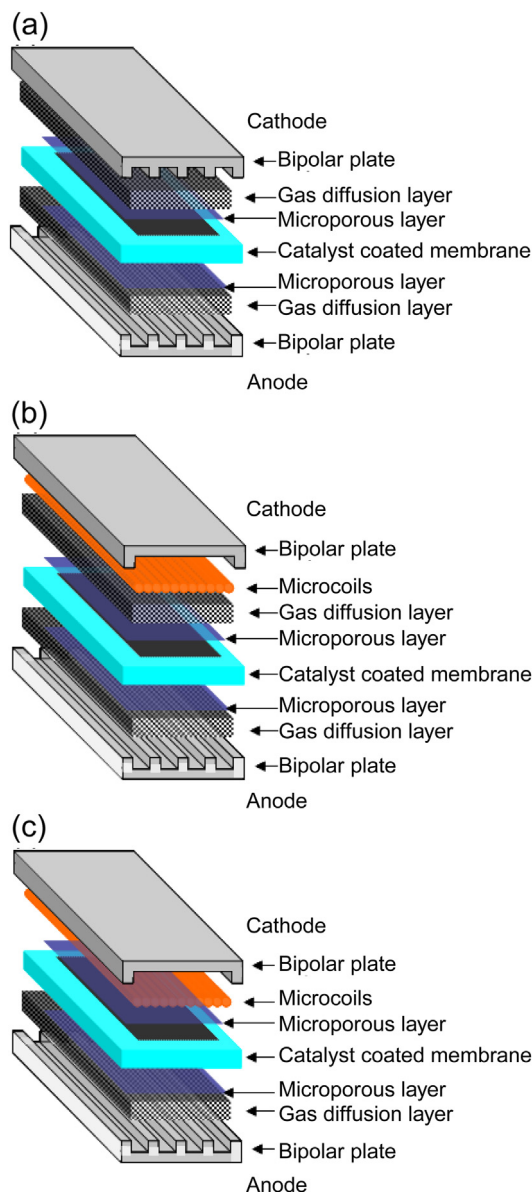 (a)
Cathode
Bipolar plate
Gas diffusion layer
Microporous layer
Catalyst coated membrane
Microporous layer
Gas diffusion layer
Bipolar plate
Anode
(b)
Cathode
Bipolar plate
Microcoils
Gas diffusion layer
Microporous layer
Catalyst coated membrane
Microporous layer
Gas diffusion layer
Bipolar plate
Anode
(c)
Cathode
Bipolar plate
Microcoils
Microporous layer
Catalyst coated membrane
Microporous layer
Gas diffusion layer
Bipolar plate
Anode